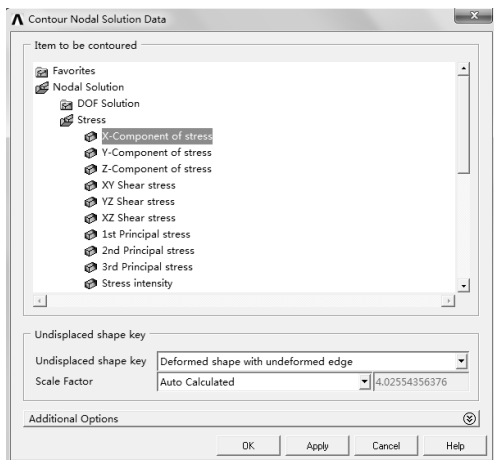 Contour Nodal Solution Data
Item to be contoured
Favorites
Nodal Solution
DOF Solution
Stress
X-Component of stress
Y-Component of stress
Z-Component of stress
XY Shear stress
YZ Shear stress
XZ Shear stress
1st Principal stress
2nd Principal stress
3rd Principal stress
Stress intensity
Undisplaced shape key
Undisplaced shape key Deformed shape with undeformed edge
Scale Factor Auto Calculated 4.02554356376
Additional Options
OK Apply Cancel Help